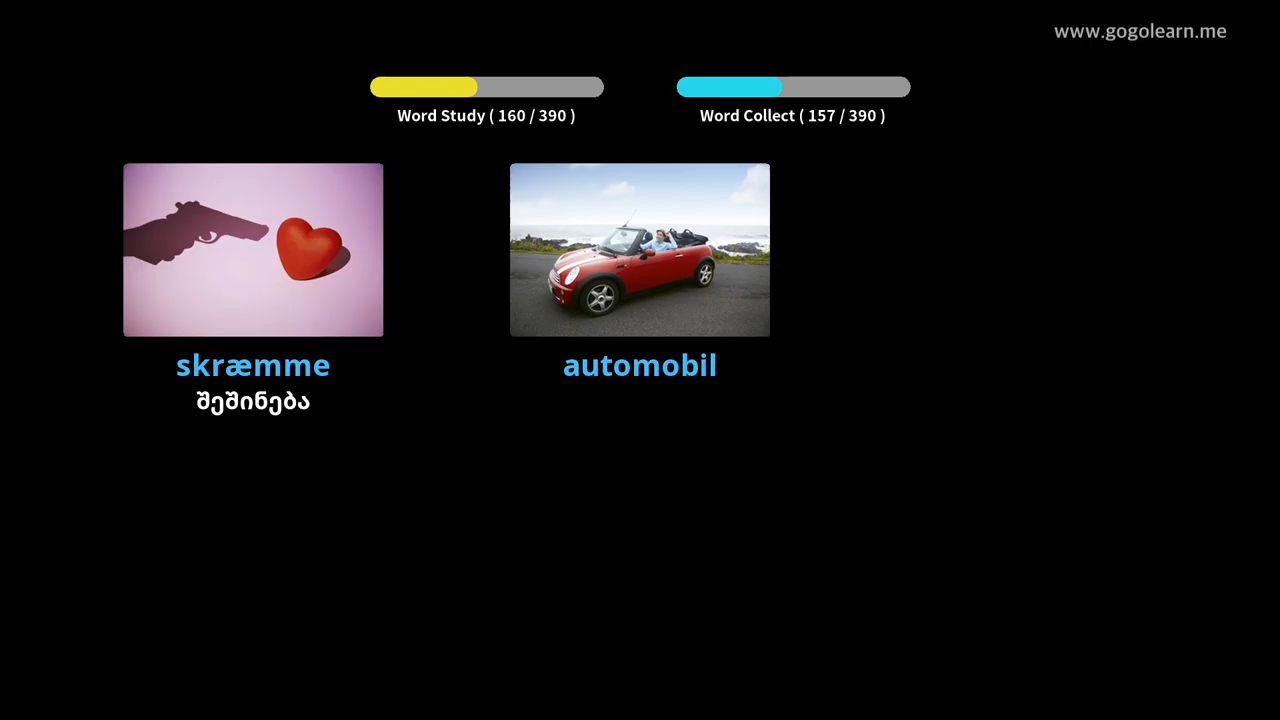 www.gogolearn.me
Word Study ( 160 / 390 )
Word Collect ( 157 / 390 )
skræmme
შეშინება
automobil